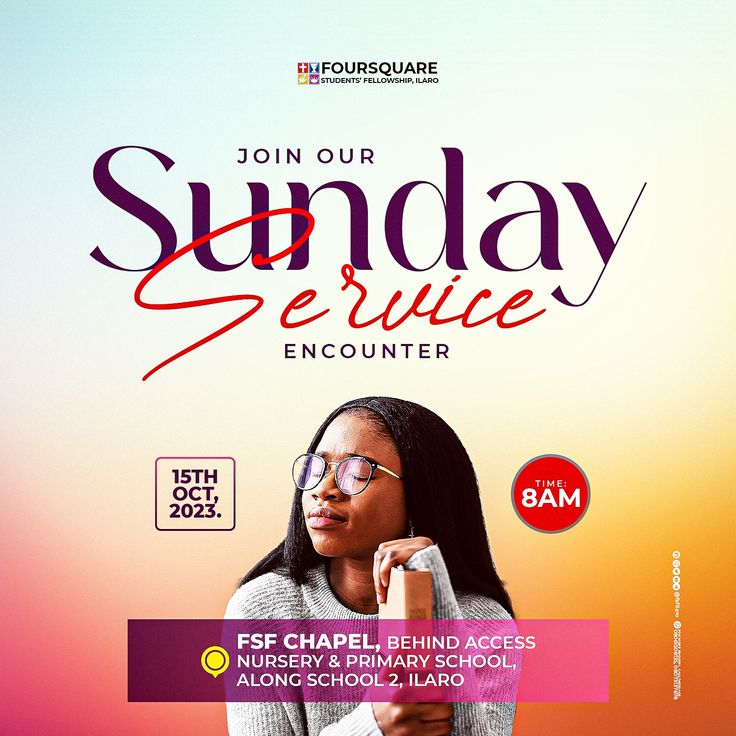 FOURSQUARE
STUDENTS' FELLOWSHIP, ILARO
JOIN OUR
Sunday
Service
ENCOUNTER
15TH
OCT,
2023.
TIME:
8AM
FSF CHAPEL, BEHIND ACCESS
NURSERY & PRIMARY SCHOOL,
ALONG SCHOOL 2, ILARO